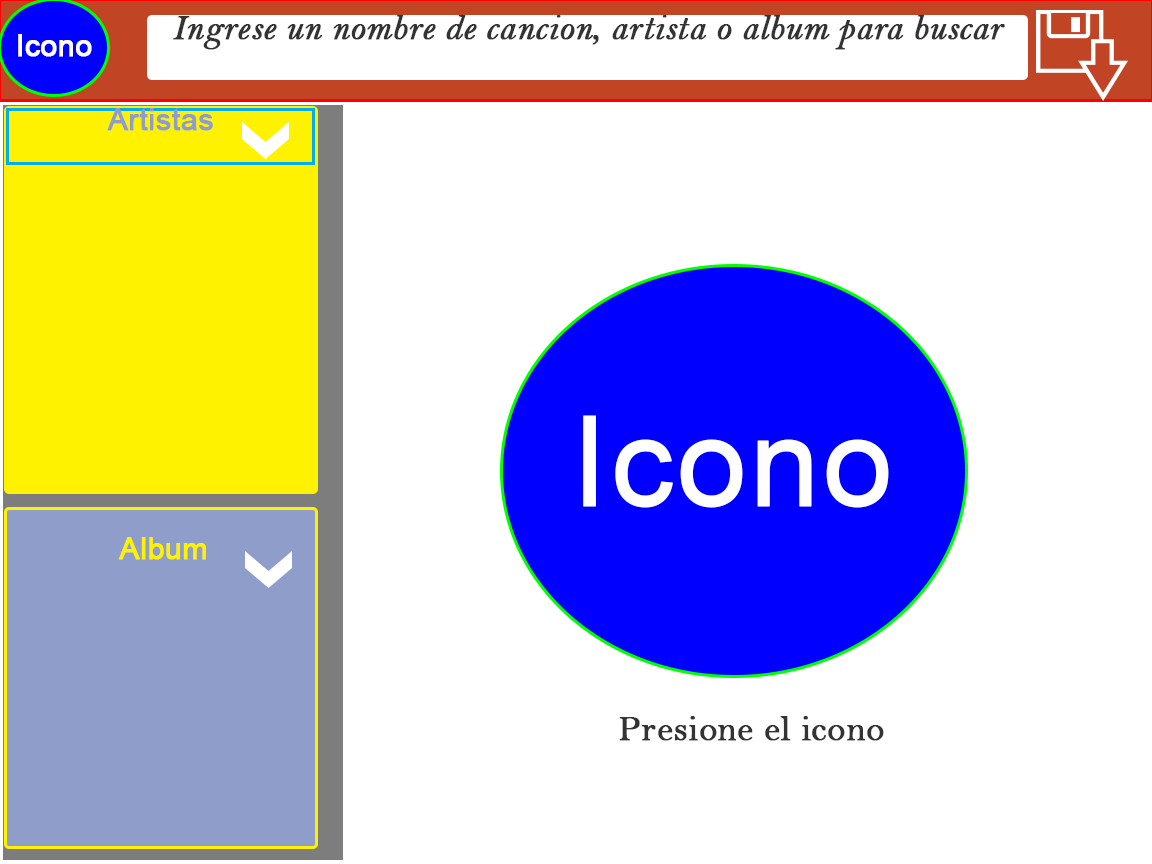 Icono
Ingrese un nombre de cancion, artista o album para buscar
Artistas
Album
Icono
Presione el icono